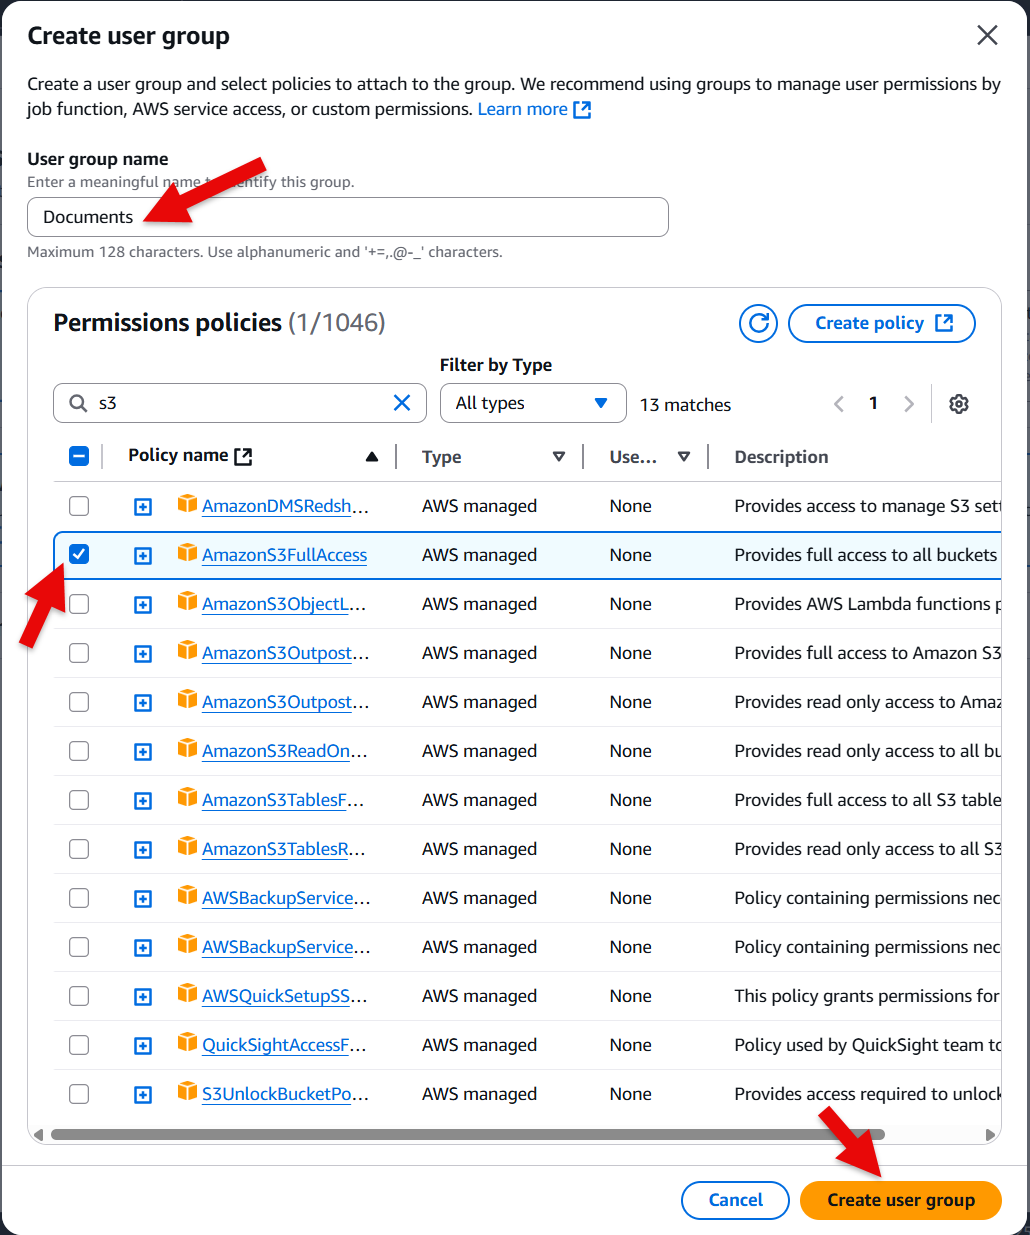 Create user group
Create a user group and select policies to attach to the group. We recommend using groups to manage user permissions by
job function, AWS service access, or custom permissions. Learn more
User group name
Enter a meaningful name to identify this group.
Documents
Maximum 128 characters. Use alphanumeric and '+=,.@-_' characters.
Permissions policies (1/1046)
Create policy
Filter by Type
s3
All types
13 matches
1
Policy name Type Use... Description
AmazonDMSRedsh... AWS managed None Provides access to manage S3 sett
AmazonS3FullAccess AWS managed None Provides full access to all buckets
AmazonS3ObjectL... AWS managed None Provides AWS Lambda functions p
AmazonS3Outpost... AWS managed None Provides full access to Amazon S3
AmazonS3Outpost... AWS managed None Provides read only access to Amaz
AmazonS3ReadOn... AWS managed None Provides read only access to all bu
AmazonS3TablesF... AWS managed None Provides full access to all S3 table
AmazonS3TablesR... AWS managed None Provides read only access to all S3
AWSBackupService... AWS managed None Policy containing permissions nec
AWSBackupService... AWS managed None Policy containing permissions nec
AWSQuickSetupSS... AWS managed None This policy grants permissions for
QuickSightAccessF... AWS managed None Policy used by QuickSight team to
S3UnlockBucketPo... AWS managed None Provides access required to unlock
Cancel
Create user group